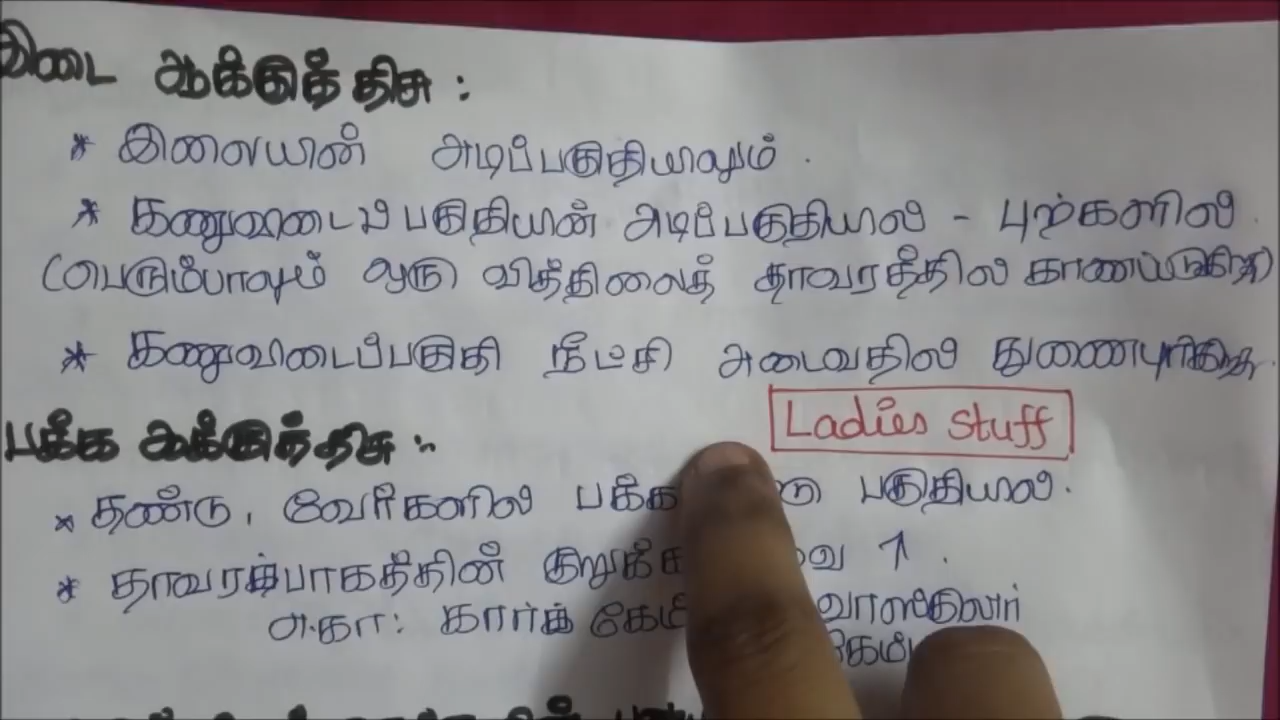 இடை ஆக்குத்திசு :
* இலையின் அடிப்பகுதியிலும் .
* கணுவிடைப் பகுதியின் அடிப்பகுதியில் - புற்களில் .
(பெரும்பாலும் ஒரு வித்திலைத் தாவரத்தில் காணப்படுகிறது)
* கணுவிடைப்பகுதி நீட்சி அடைவதில் துணைபுரிகிறது.
Ladies Stuff
பக்க ஆக்குத்திசு :-
* தண்டு, வேர்களில் பக்க பகுதியில்.
* தாவரப்பாகத்தின் ↑ .
எ.கா: கார்க் வாஸ்குலார்